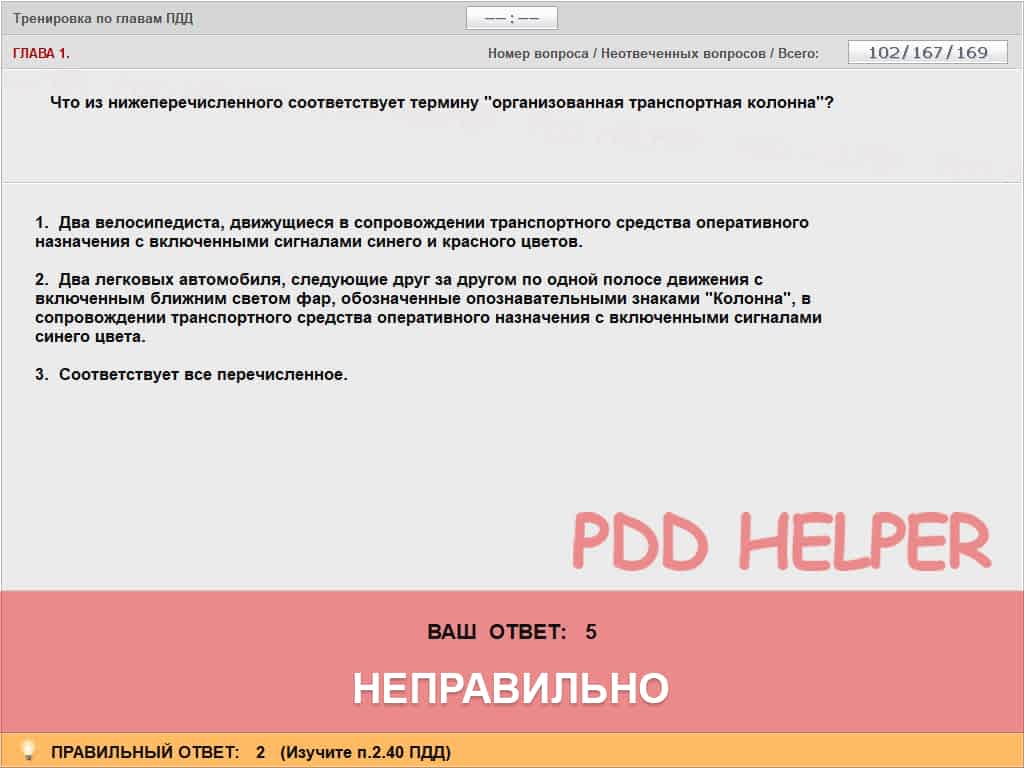 Тренировка по главам ПДД
—— : ——
ГЛАВА 1.
Номер вопроса / Неотвеченных вопросов / Всего:
102/167/169
Что из нижеперечисленного соответствует термину "организованная транспортная колонна"?
1. Два велосипедиста, движущиеся в сопровождении транспортного средства оперативного
назначения с включенными сигналами синего и красного цветов.
2. Два легковых автомобиля, следующие друг за другом по одной полосе движения с
включенным ближним светом фар, обозначенные опознавательными знаками "Колонна", в
сопровождении транспортного средства оперативного назначения с включенными сигналами
синего цвета.
3. Соответствует все перечисленное.
PDD HELPER
ВАШ ОТВЕТ: 5
НЕПРАВИЛЬНО
ПРАВИЛЬНЫЙ ОТВЕТ: 2 (Изучите п.2.40 ПДД)